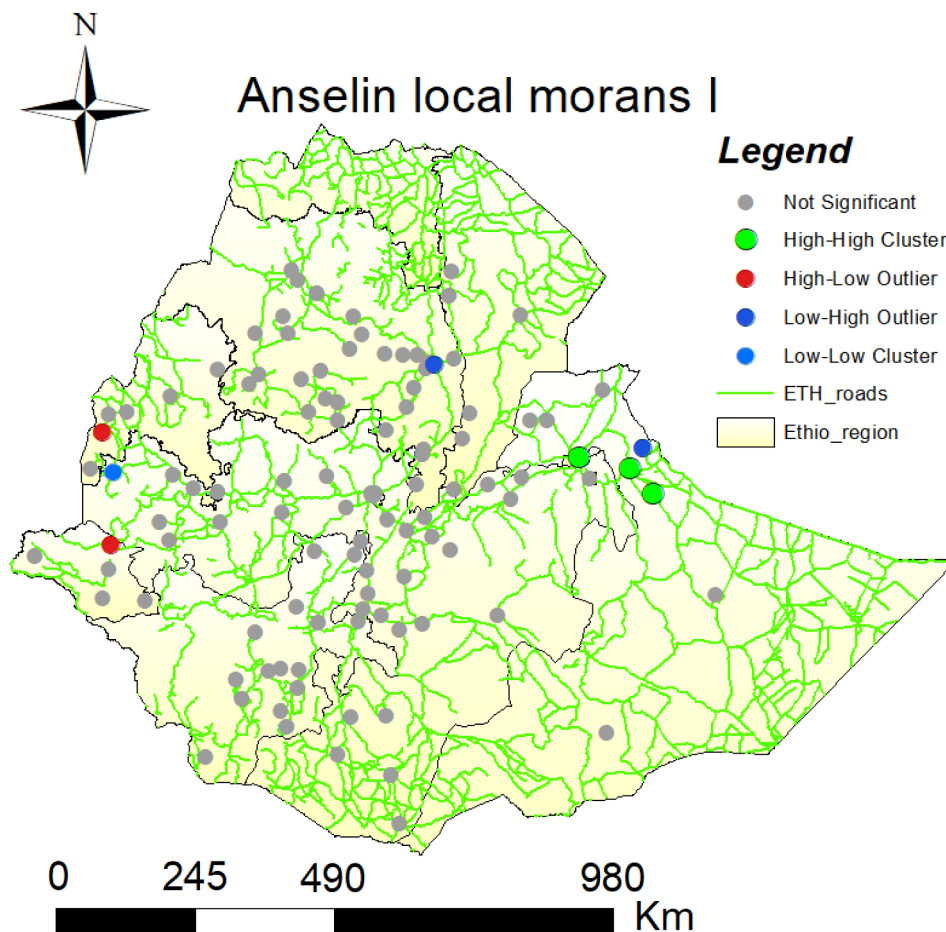 N
Anselin local morans I
Legend
Not Significant
High-High Cluster
High-Low Outlier
Low-High Outlier
Low-Low Cluster
ETH_roads
Ethio_region
0 245 490 980
Km